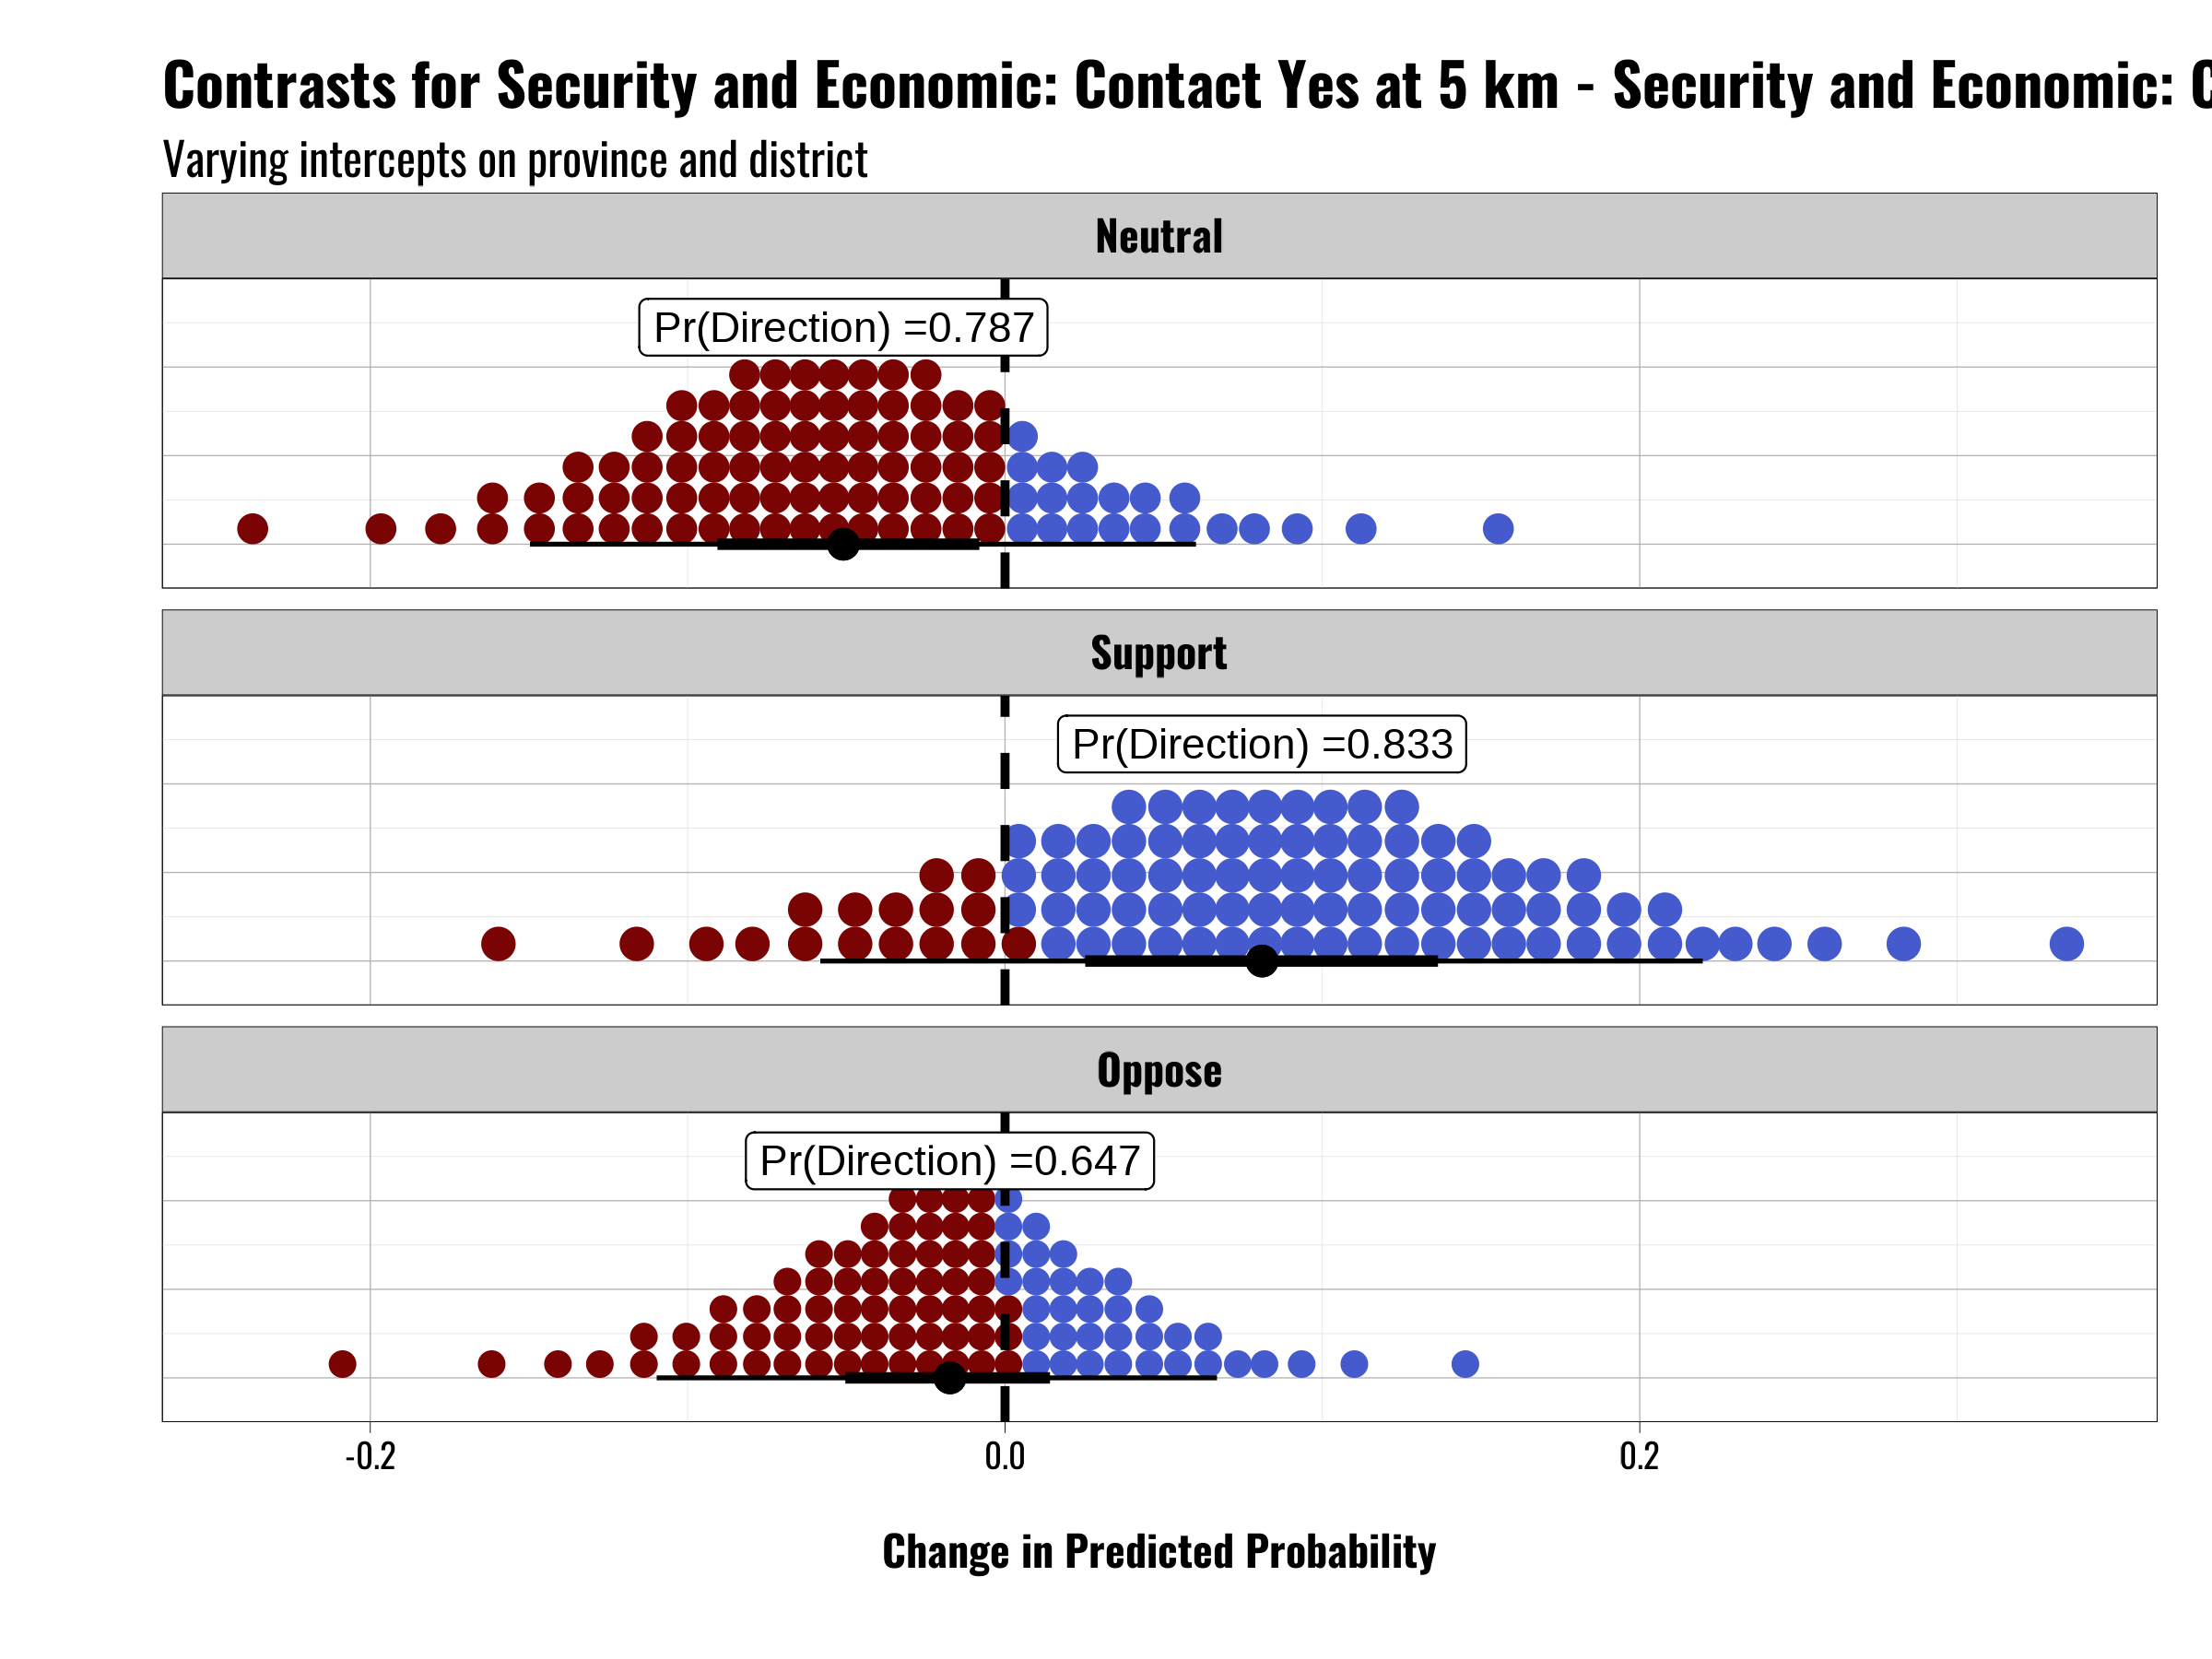 Contrasts for Security and Economic: Contact Yes at 5 km - Security and Economic:
Varying intercepts on province and district
Neutral
Pr(Direction) =0.787
Support
Pr(Direction) =0.833
Oppose
Pr(Direction) =0.647
-0.2 0.0 0.2
Change in Predicted Probability